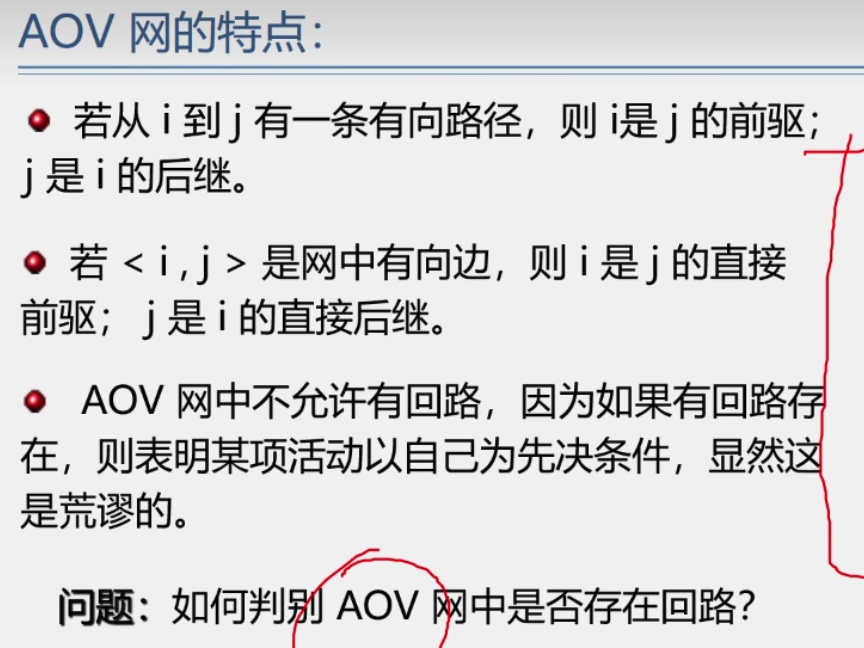 AOV 网的特点：
若从 i 到 j 有一条有向路径，则 i是 j 的前驱；
j 是 i 的后继。
若 < i , j > 是网中有向边，则 i 是 j 的直接
前驱； j 是 i 的直接后继。
AOV 网中不允许有回路，因为如果有回路存
在，则表明某项活动以自己为先决条件，显然这
是荒谬的。
问题：如何判别 AOV 网中是否存在回路？